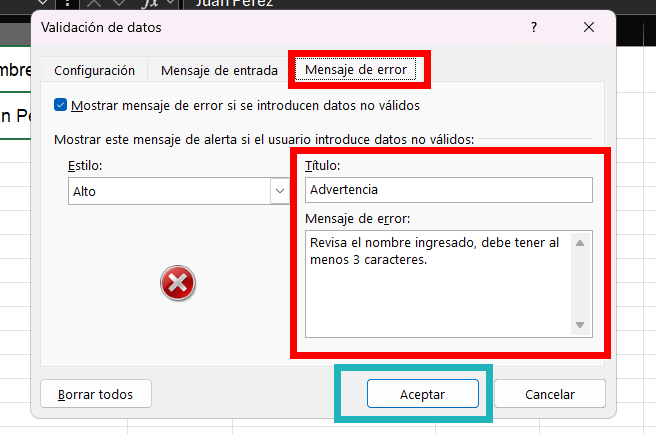 fx Juan Perez
Validación de datos ?
mbre
Configuración Mensaje de entrada Mensaje de error
n Pe
Mostrar mensaje de error si se introducen datos no válidos
Mostrar este mensaje de alerta si el usuario introduce datos no válidos:
Estilo:
Alto
Título:
Advertencia
Mensaje de error:
Revisa el nombre ingresado, debe tener al
menos 3 caracteres.
Borrar todos Aceptar Cancelar